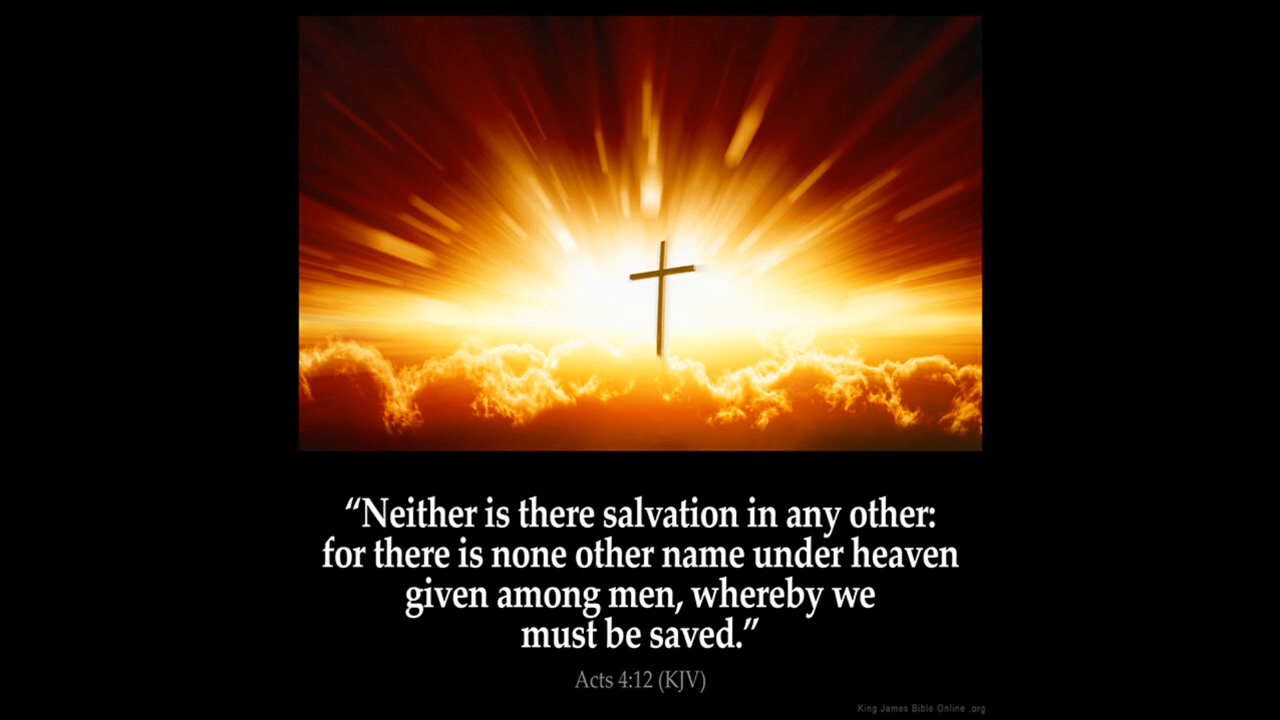 “Neither is there salvation in any other:
for there is none other name under heaven
given among men, whereby we
must be saved.”
Acts 4:12 (KJV)
King James Bible Online .org